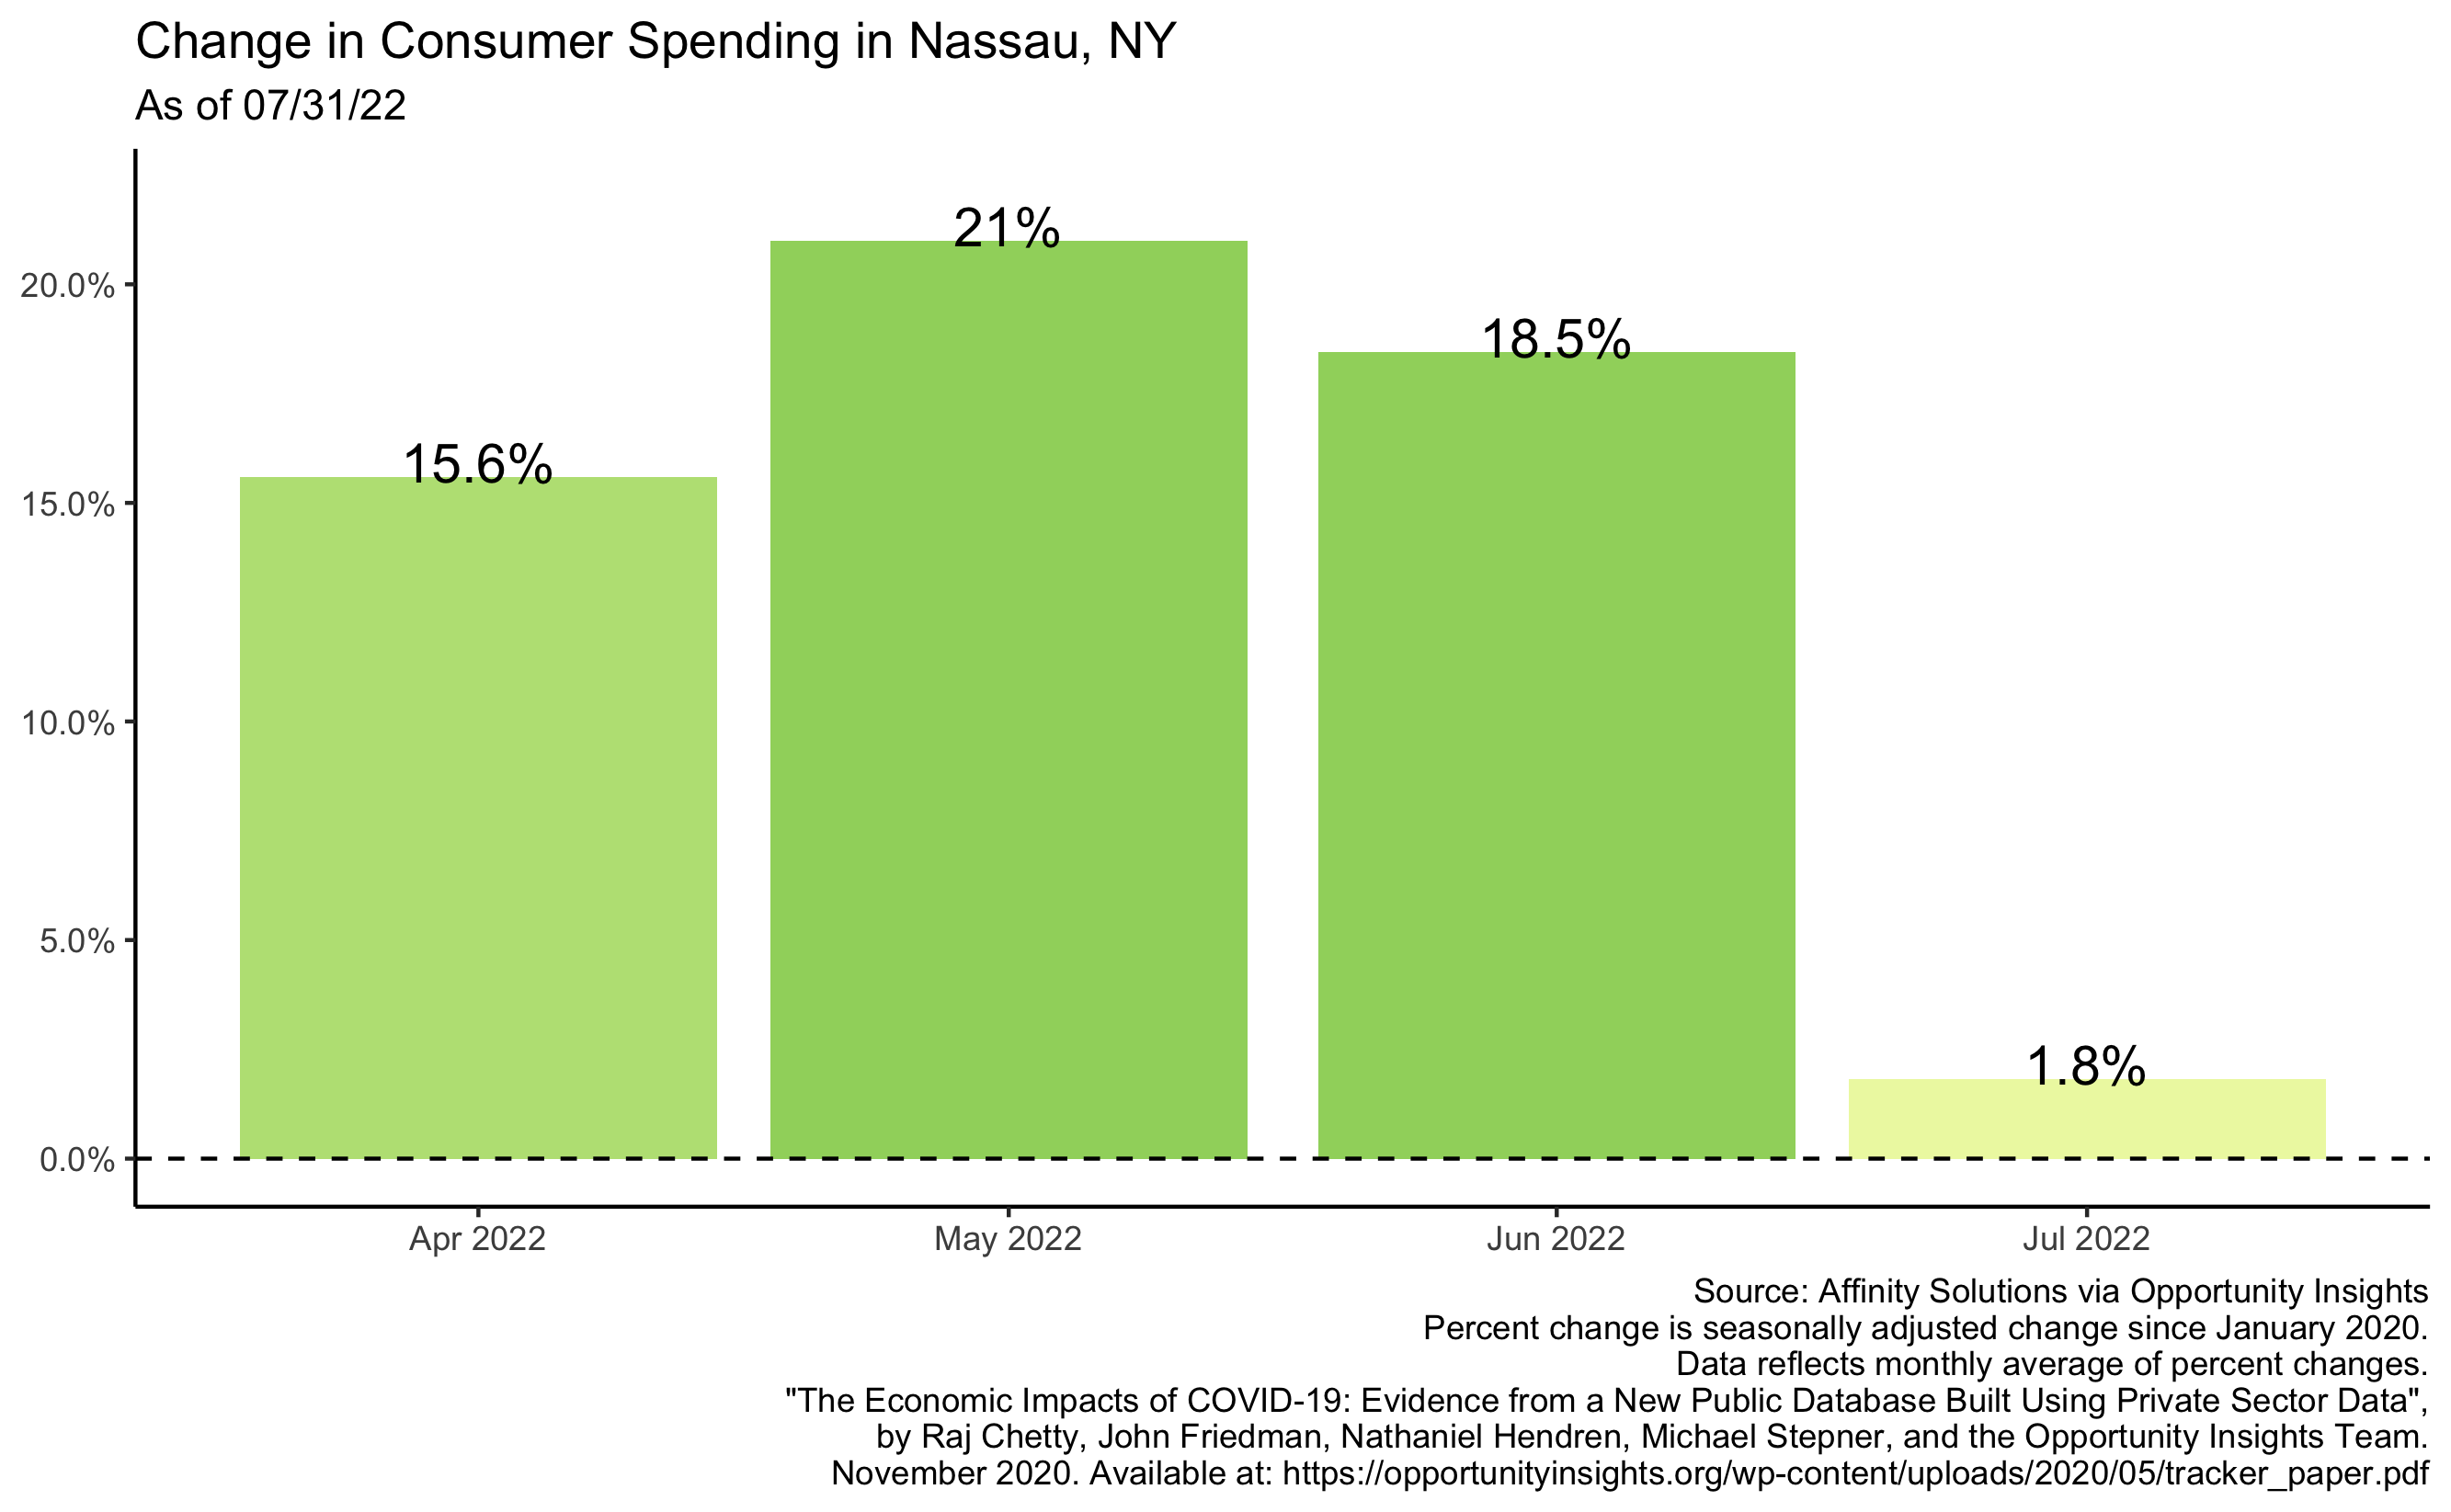 Change in Consumer Spending in Nassau, NY
As of 07/31/22
21%
20.0%
18.5%
15.6%
15.0%
10.0%
5.0%
1.8%
0.0%
Apr 2022
May 2022
Jun 2022
Jul 2022
Source: Affinity Solutions via Opportunity Insights
Percent change is seasonally adjusted change since January 2020.
Data reflects monthly average of percent changes.
"The Economic Impacts of COVID-19: Evidence from a New Public Database Built Using Private Sector Data",
by Raj Chetty, John Friedman, Nathaniel Hendren, Michael Stepner, and the Opportunity Insights Team.
November 2020. Available at: https://opportunityinsights.org/wp-content/uploads/2020/05/tracker_paper.pdf